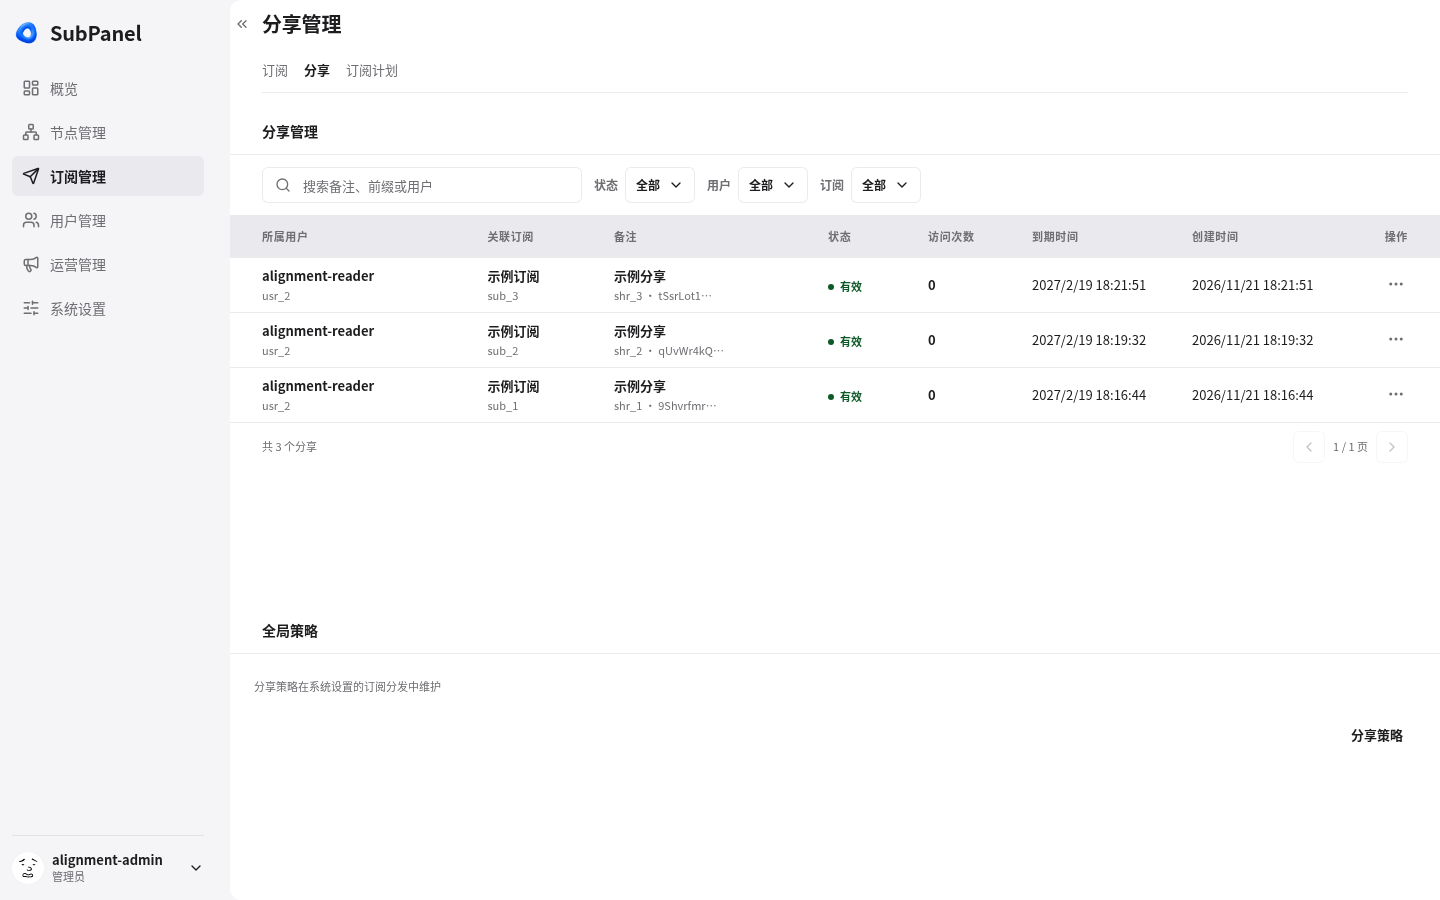 SubPanel
概览
节点管理
订阅管理
用户管理
运营管理
系统设置
alignment-admin
管理员
分享管理
订阅 分享 订阅计划
分享管理
搜索备注、前缀或用户 状态 全部 用户 全部 订阅 全部
所属用户 关联订阅 备注 状态 访问次数 到期时间 创建时间 操作
alignment-reader 示例订阅 示例分享 有效 0 2027/2/19 18:21:51 2026/11/21 18:21:51
usr_2 sub_3 shr_3 · tSsrLot1…
alignment-reader 示例订阅 示例分享 有效 0 2027/2/19 18:19:32 2026/11/21 18:19:32
usr_2 sub_2 shr_2 · qUvWr4kQ…
alignment-reader 示例订阅 示例分享 有效 0 2027/2/19 18:16:44 2026/11/21 18:16:44
usr_2 sub_1 shr_1 · 9Shvrfmr…
共 3 个分享 1 / 1 页
全局策略
分享策略在系统设置的订阅分发中维护
分享策略